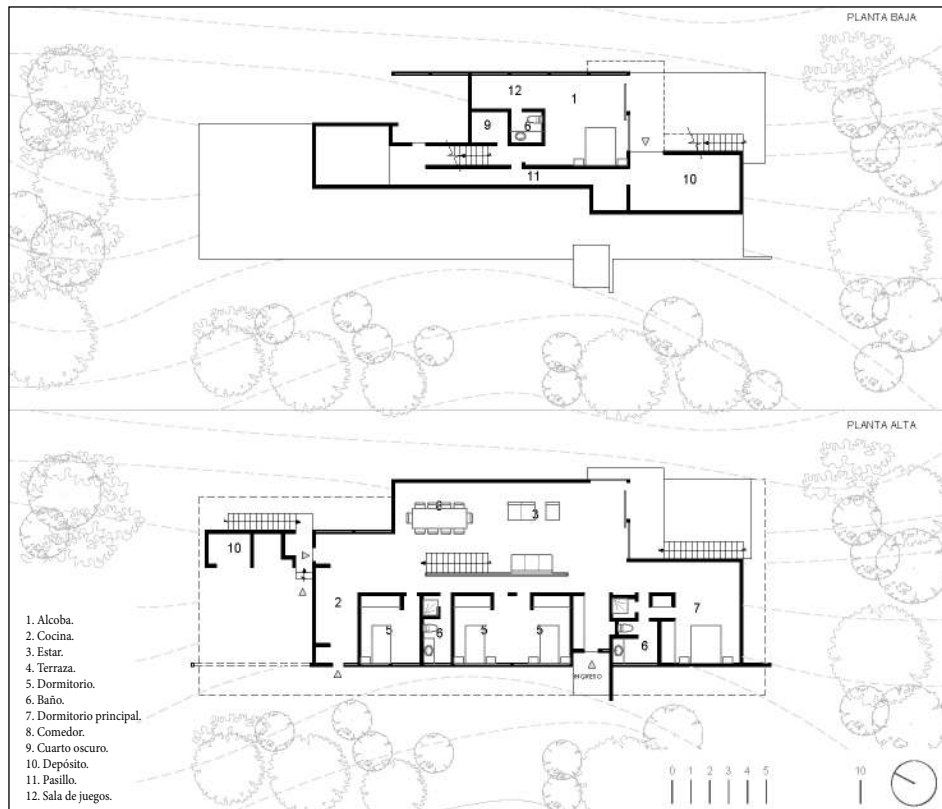 PLANTA BAJA
12
1
9
6
11
10
PLANTA ALTA
8
3
10
2
5
6
5
5
7
6
INGRESO
1. Alcoba.
2. Cocina.
3. Estar.
4. Terraza.
5. Dormitorio.
6. Baño.
7. Dormitorio principal.
8. Comedor.
9. Cuarto oscuro.
10. Depósito.
11. Pasillo.
12. Sala de juegos.
0 1 2 3 4 5 10